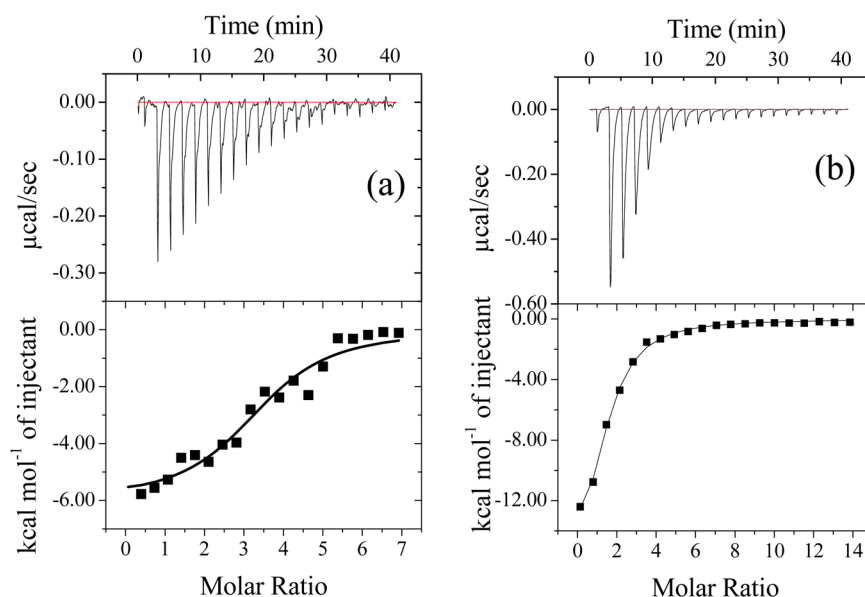 Time (min)
0 10 20 30 40
0.00
-0.10
-0.20
-0.30
µcal/sec
(a)
0.00
-2.00
-4.00
-6.00
kcal mol⁻¹ of injectant
0 1 2 3 4 5 6 7
Molar Ratio
Time (min)
0 10 20 30 40
0.00
-0.20
-0.40
-0.60
µcal/sec
(b)
0.00
-4.00
-8.00
-12.00
kcal mol⁻¹ of injectant
0 2 4 6 8 10 12 14
Molar Ratio